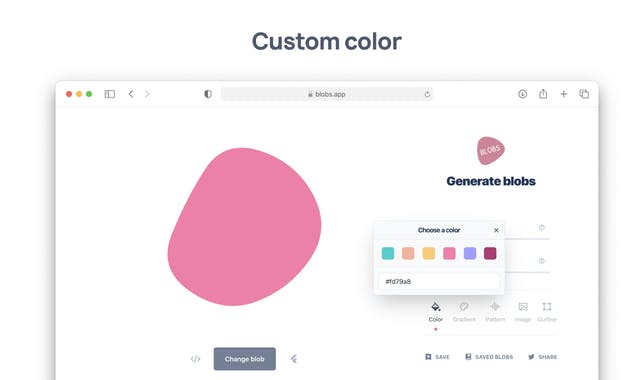 Custom color
blobs.app
BLOBS
Generate blobs
Choose a color
#fd79a8
Color
Gradient
Pattern
Image
Outline
Change blob
SAVE
SAVED BLOBS
SHARE